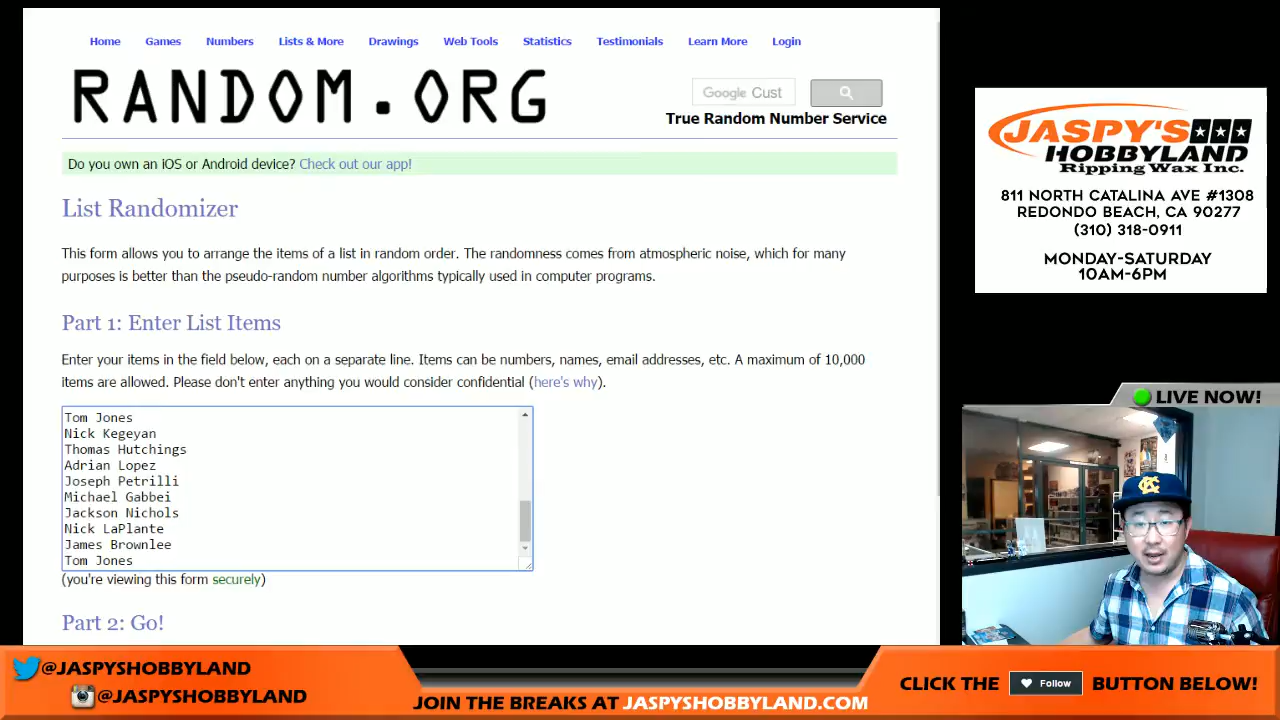 Home Games Numbers Lists & More Drawings Web Tools Statistics Testimonials Learn More Login
RANDOM.ORG
Google Cust
True Random Number Service
Do you own an iOS or Android device? Check out our app!
List Randomizer
This form allows you to arrange the items of a list in random order. The randomness comes from atmospheric noise, which for many
purposes is better than the pseudo-random number algorithms typically used in computer programs.
Part 1: Enter List Items
Enter your items in the field below, each on a separate line. Items can be numbers, names, email addresses, etc. A maximum of 10,000
items are allowed. Please don't enter anything you would consider confidential (here's why).
Tom Jones
Nick Kegeyan
Thomas Hutchings
Adrian Lopez
Joseph Petrilli
Michael Gabbei
Jackson Nichols
Nick LaPlante
James Brownlee
Tom Jones
(you're viewing this form securely)
Part 2: Go!
JASPY'S
HOBBYLAND
Ripping Wax Inc.
811 NORTH CATALINA AVE #1308
REDONDO BEACH, CA 90277
(310) 318-0911
MONDAY-SATURDAY
10AM-6PM
LIVE NOW!
@JASPYSHOBBYLAND
@JASPYSHOBBYLAND
JOIN THE BREAKS AT JASPYSHOBBYLAND.COM
CLICK THE Follow BUTTON BELOW!